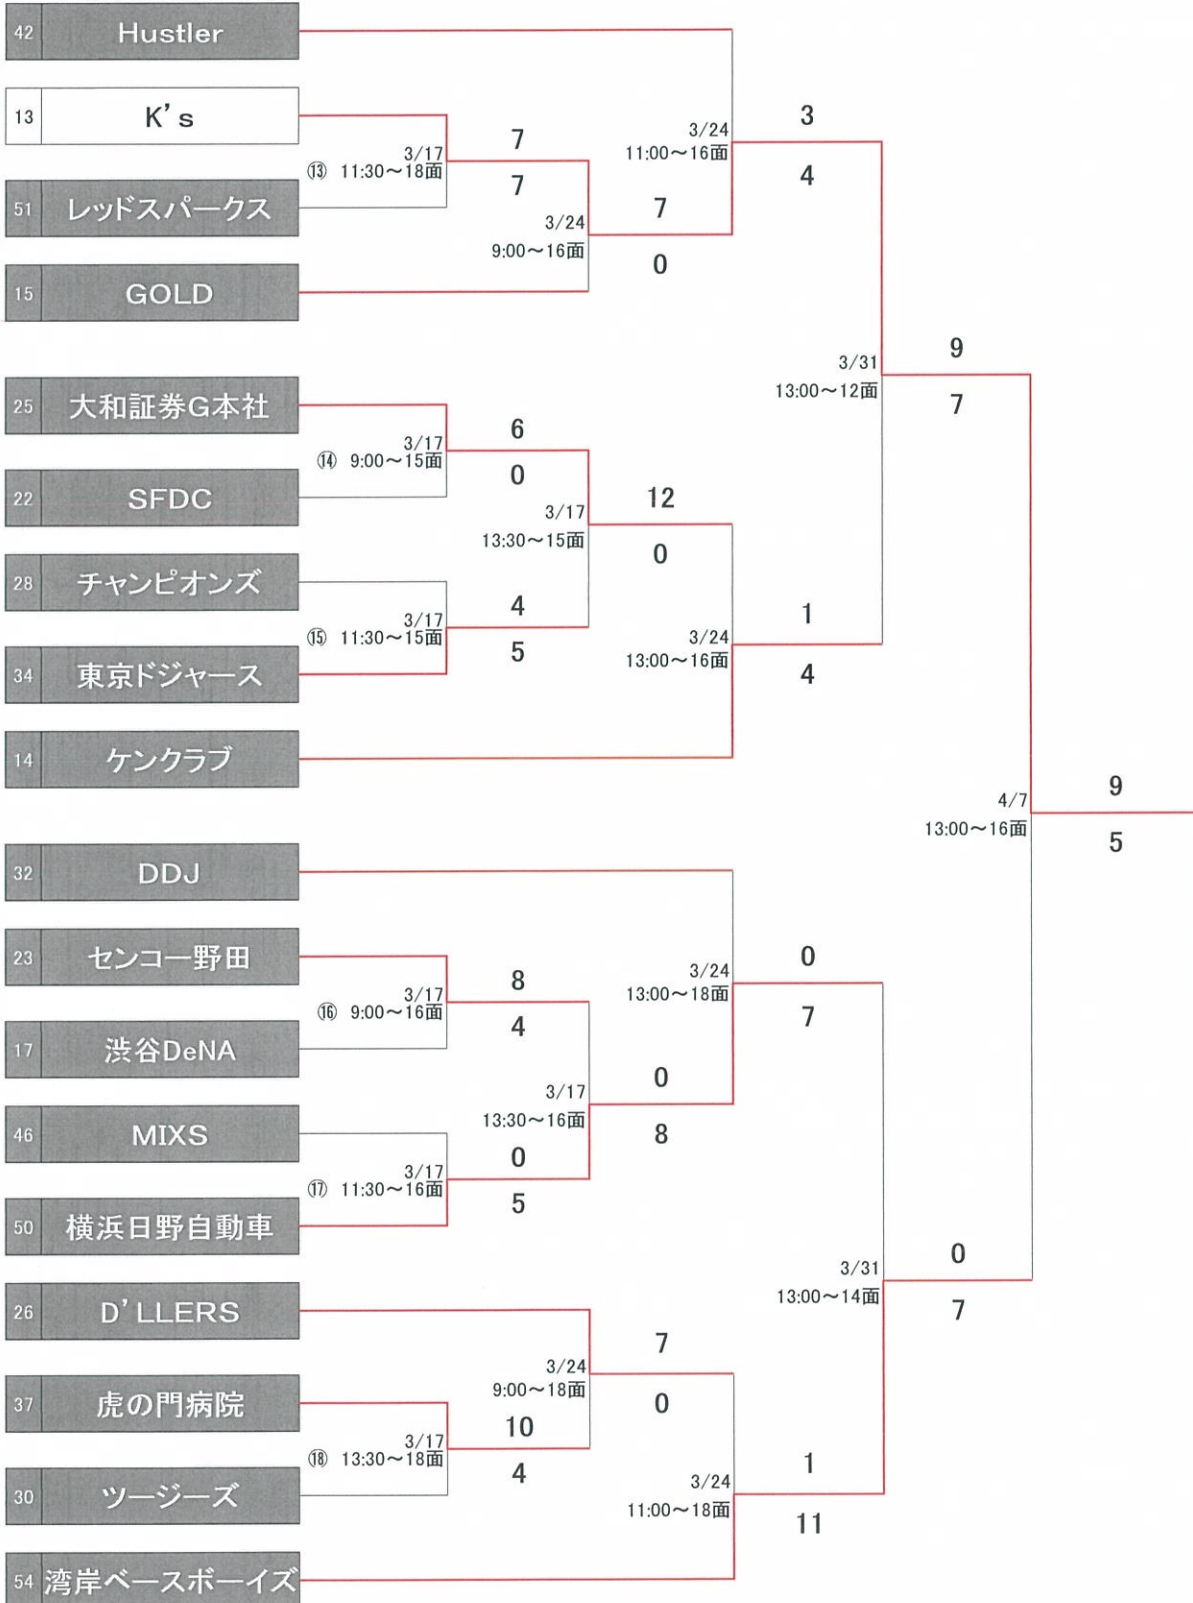 42 Hustler
13 K's
3/17
⑬ 11:30～18面
7
7
51 レッドスパークス
15 GOLD
3/24
9:00～16面
7
0
3/24
11:00～16面
3
4
25 大和証券G本社
3/17
⑭ 9:00～15面
6
0
22 SFDC
28 チャンピオンズ
3/17
⑮ 11:30～15面
4
5
34 東京ドジャース
3/17
13:30～15面
12
0
14 ケンクラブ
3/24
13:00～16面
1
4
3/31
13:00～12面
9
7
32 DDJ
23 センコー野田
3/17
⑯ 9:00～16面
8
4
17 渋谷DeNA
46 MIXS
3/17
⑰ 11:30～16面
0
5
50 横浜日野自動車
3/17
13:30～16面
0
8
3/24
13:00～18面
0
7
26 D'LLERS
37 虎の門病院
3/17
⑱ 13:30～18面
10
4
30 ツージーズ
3/24
9:00～18面
7
0
54 湾岸ベースボーイズ
3/24
11:00～18面
1
11
3/31
13:00～14面
0
7
4/7
13:00～16面
9
5